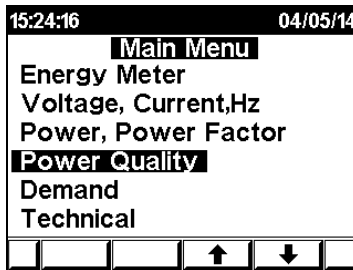 15:24:16 04/05/14
Main Menu
Energy Meter
Voltage, Current,Hz
Power, Power Factor
Power Quality
Demand
Technical